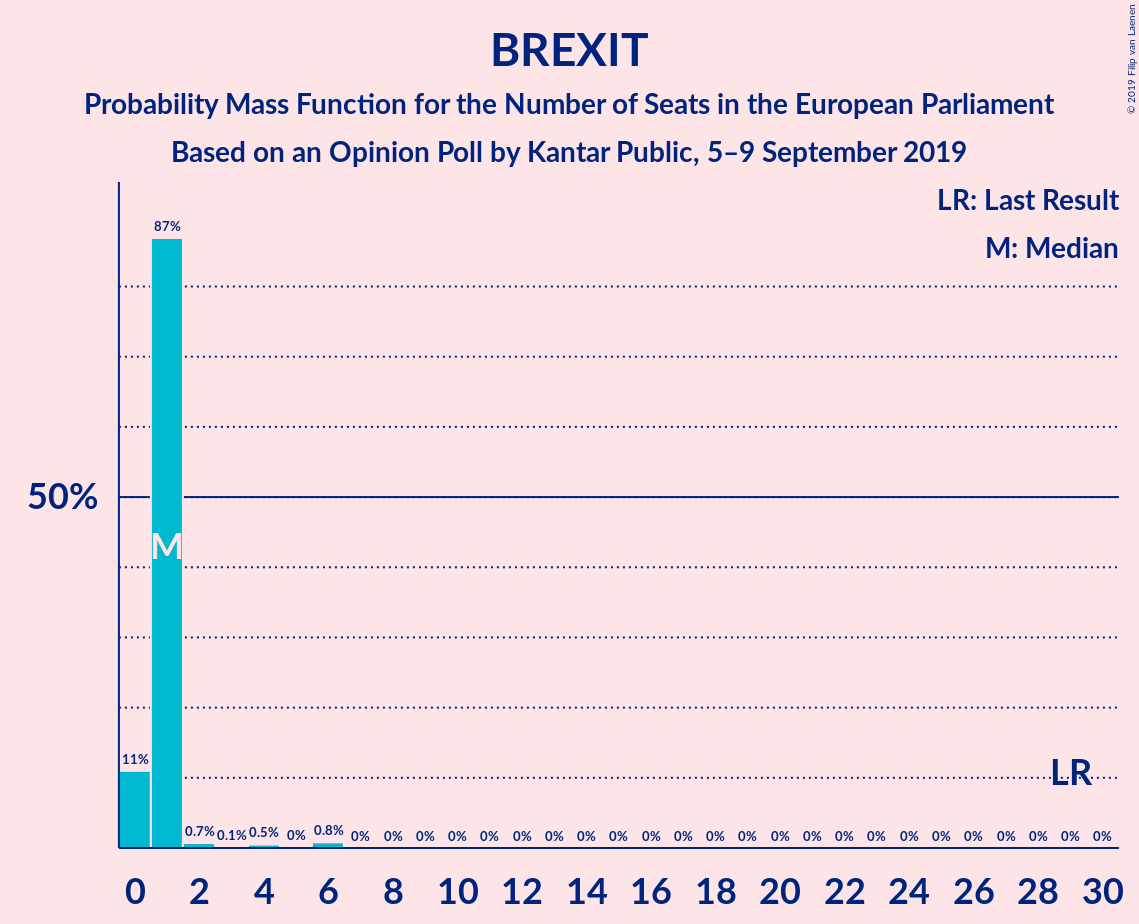 BREXIT
Probability Mass Function for the Number of Seats in the European Parliament
Based on an Opinion Poll by Kantar Public, 5–9 September 2019
© 2019 Filip van Laenen
LR: Last Result
M: Median
87%
50%
M
11%
LR
0.7% 0.1% 0.5% 0% 0.8% 0% 0% 0% 0% 0% 0% 0% 0% 0% 0% 0% 0% 0% 0% 0% 0% 0% 0% 0% 0% 0% 0% 0% 0%
0 2 4 6 8 10 12 14 16 18 20 22 24 26 28 30